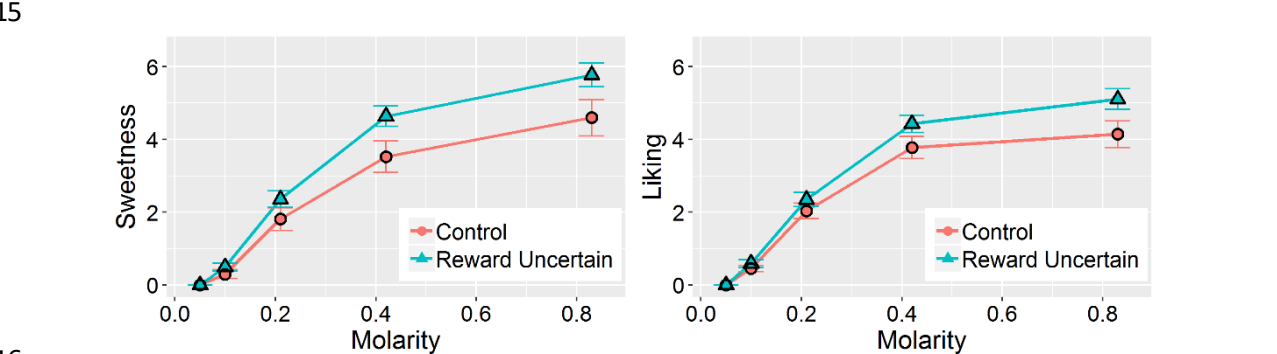 15
6
4
2
0
Sweetness
0.0 0.2 0.4 0.6 0.8
Molarity
Control
Reward Uncertain
6
4
2
0
Liking
0.0 0.2 0.4 0.6 0.8
Molarity
Control
Reward Uncertain